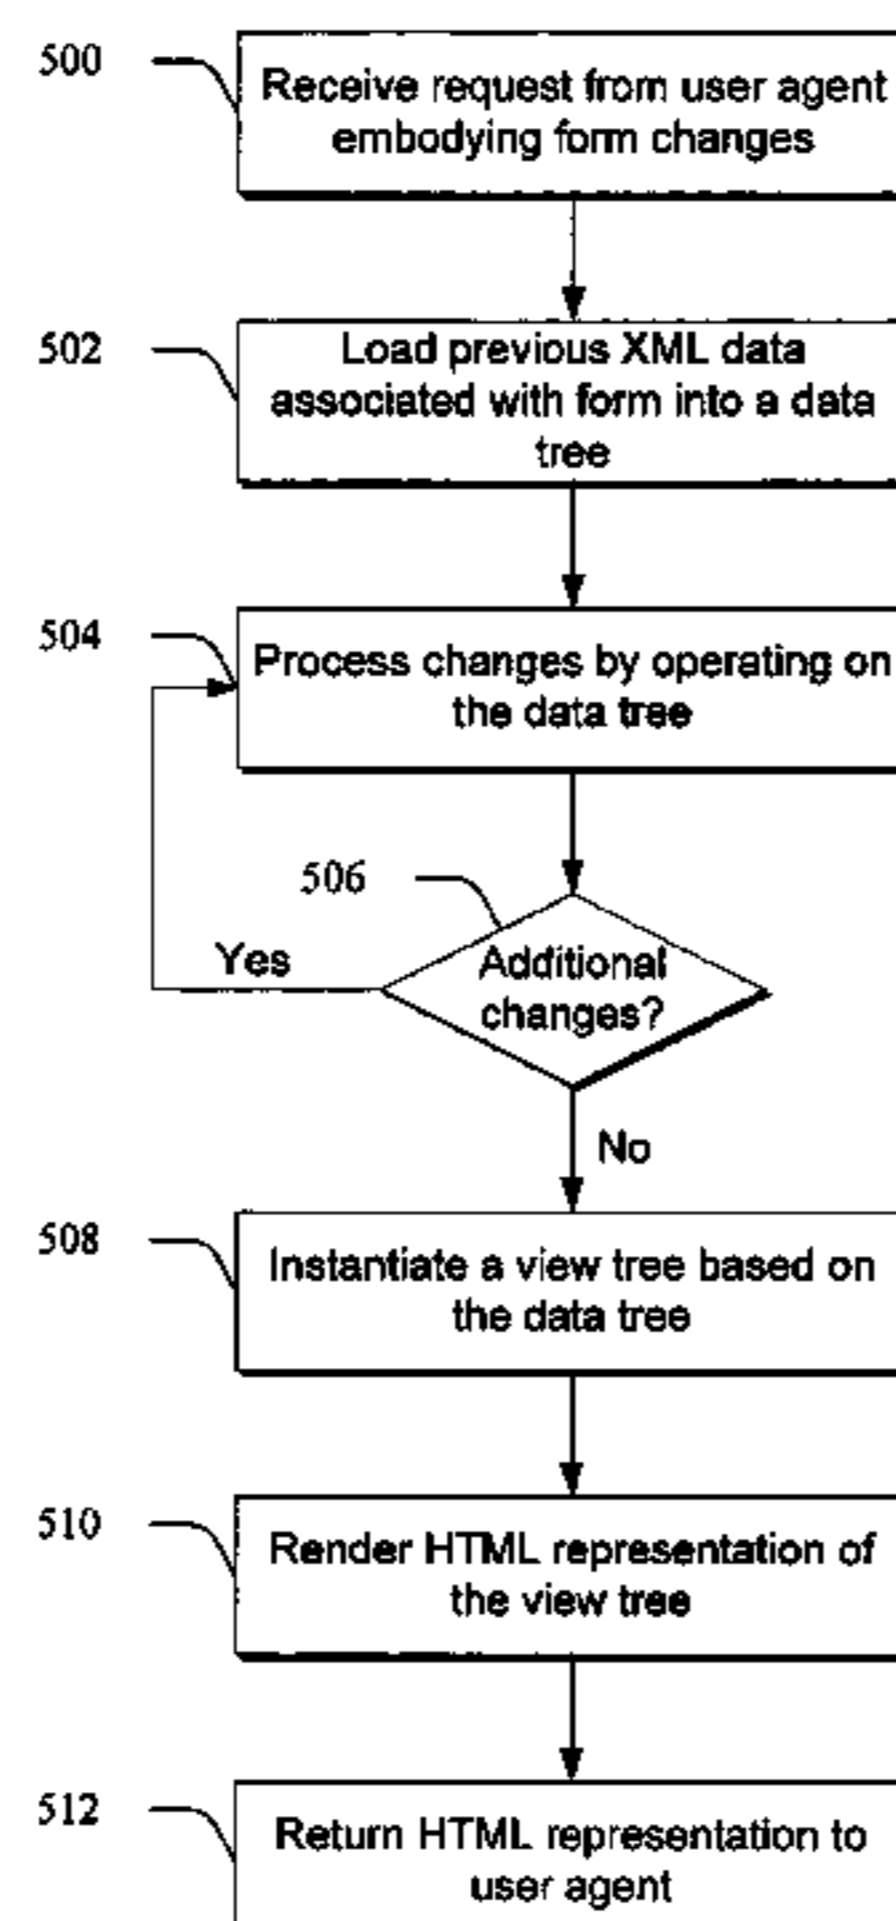 500
Receive request from user agent
embodying form changes
502
Load previous XML data
associated with form into a data
tree
504
Process changes by operating on
the data tree
506
Additional
changes?
Yes
No
508
Instantiate a view tree based on
the data tree
510
Render HTML representation of
the view tree
512
Return HTML representation to
user agent